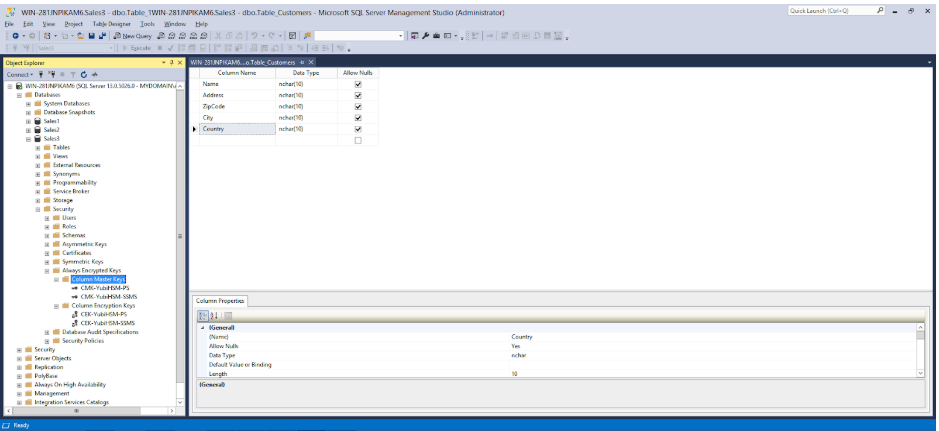 WIN-281JNPIKAM6.Sales3 - dbo.Table_1WIN-281JNPIKAM6.Sales3 - dbo.Table_Customers - Microsoft SQL Server Management Studio (Administrator)
Quick Launch (Ctrl+Q)
File Edit View Project Table Designer Tools Window Help
New Query
Execute
Object Explorer
Connect
WIN-281JNPIKAM6 (SQL Server 13.0.5026.0 - MYDOMAIN\
Databases
System Databases
Database Snapshots
Sales1
Sales2
Sales3
Tables
Views
External Resources
Synonyms
Programmability
Service Broker
Storage
Security
Users
Roles
Schemas
Asymmetric Keys
Certificates
Symmetric Keys
Always Encrypted Keys
Column Master Keys
CMK-YubiHSM-PS
CMK-YubiHSM-SSMS
Column Encryption Keys
CEK-YubiHSM-PS
CEK-YubiHSM-SSMS
Database Audit Specifications
Security Policies
Security
Server Objects
Replication
PolyBase
Always On High Availability
Management
Integration Services Catalogs
WIN-281JNPIKAM6...o.Table_Customers
Column Name Data Type Allow Nulls
Name nchar(10)
Address nchar(10)
ZipCode nchar(10)
City nchar(10)
Country nchar(10)
Column Properties
(General)
(Name) Country
Allow Nulls Yes
Data Type nchar
Default Value or Binding
Length 10
(General)
Ready